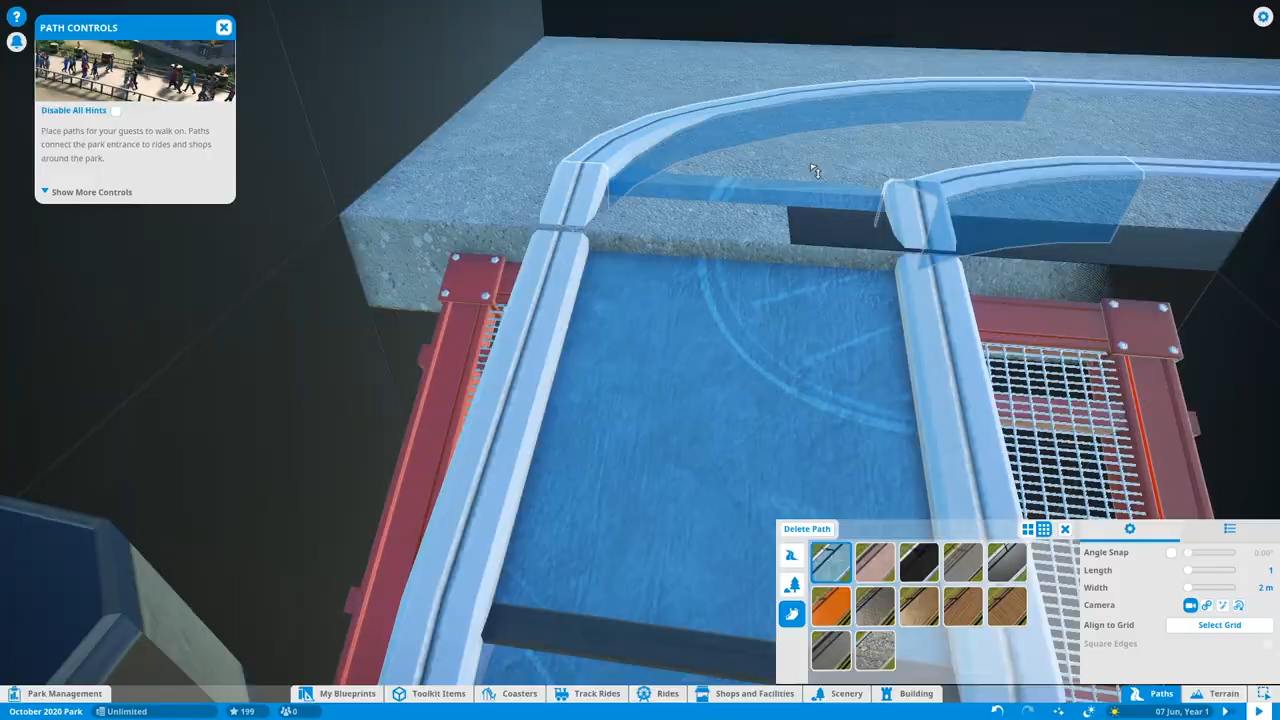 PATH CONTROLS
Disable All Hints
Place paths for your guests to walk on. Paths
connect the park entrance to rides and shops
around the park.
Show More Controls
Delete Path
Angle Snap 0.00°
Length 1
Width 2 m
Camera
Align to Grid Select Grid
Square Edges
Park Management My Blueprints Toolkit Items Coasters Track Rides Rides Shops and Facilities Scenery Building Paths Terrain
October 2020 Park Unlimited 199 0 07 Jun, Year 1